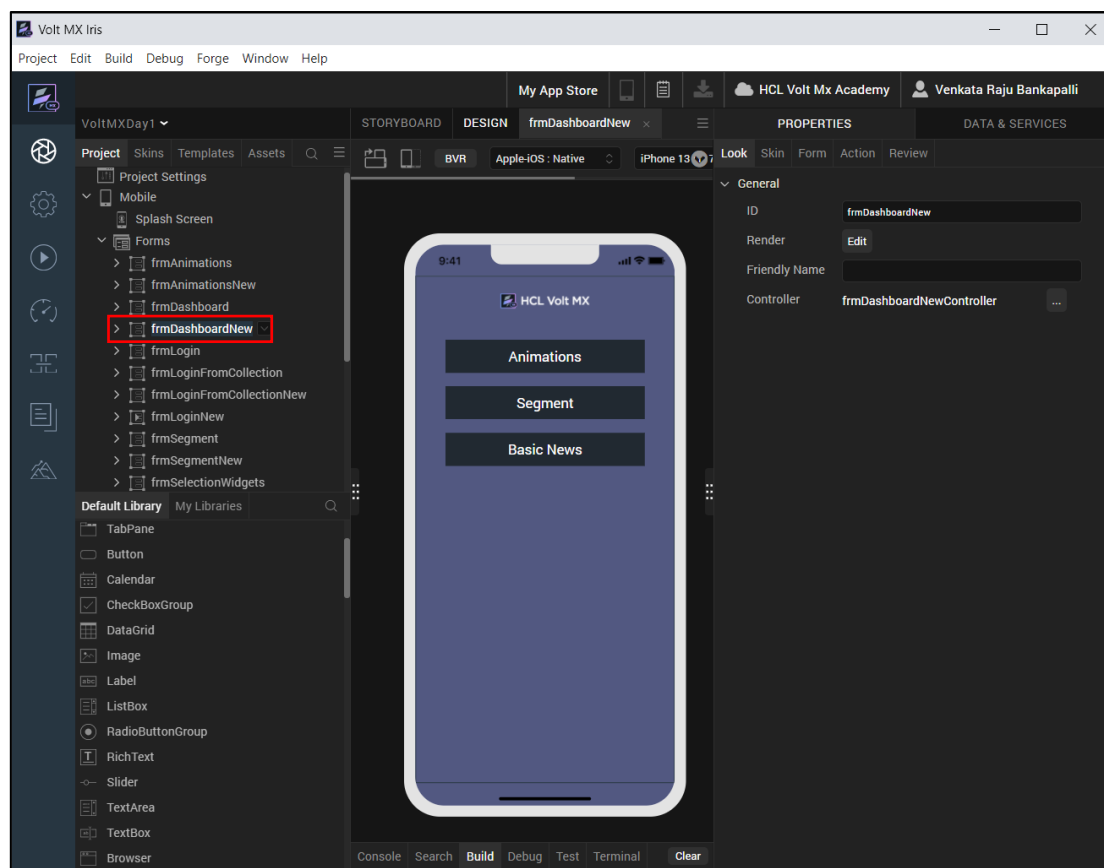 Volt MX Iris
Project Edit Build Debug Forge Window Help
My App Store HCL Volt Mx Academy Venkata Raju Bankapalli
VoltMXDay1 STORYBOARD DESIGN frmDashboardNew × PROPERTIES DATA & SERVICES
Project Skins Templates Assets
BVR Apple-iOS : Native iPhone 13
Look Skin Form Action Review
Project Settings
Mobile
Splash Screen
Forms
frmAnimations
frmAnimationsNew
frmDashboard
frmDashboardNew
frmLogin
frmLoginFromCollection
frmLoginFromCollectionNew
frmLoginNew
frmSegment
frmSegmentNew
frmSelectionWidgets
Default Library My Libraries
TabPane
Button
Calendar
CheckBoxGroup
DataGrid
Image
abc Label
ListBox
RadioButtonGroup
T RichText
Slider
TextArea
TextBox
Browser
9:41
HCL Volt MX
Animations
Segment
Basic News
Console Search Build Debug Test Terminal Clear
General
ID frmDashboardNew
Render Edit
Friendly Name
Controller frmDashboardNewController ...